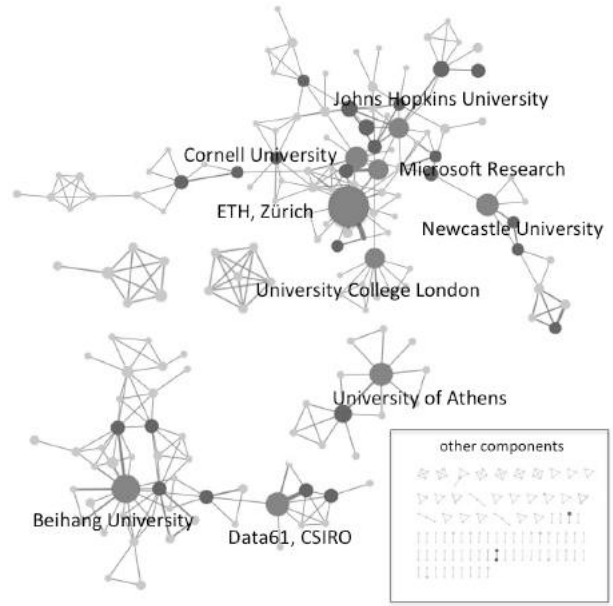 Johns Hopkins University
Cornell University
Microsoft Research
ETH, Zürich
Newcastle University
University College London
University of Athens
other components
Beihang University
Data61, CSIRO